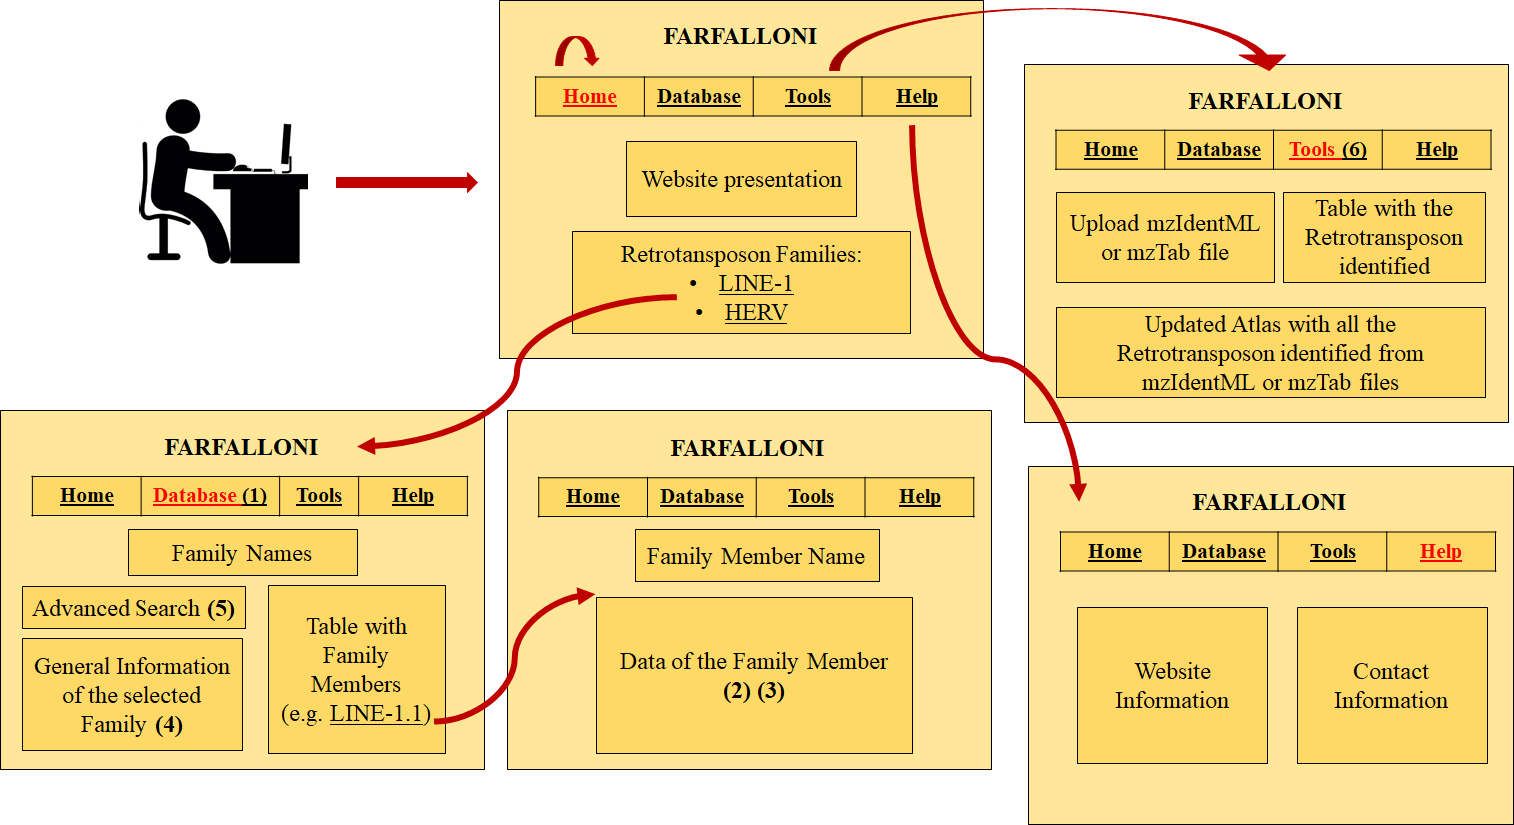 FARFALLONI
Home Database Tools Help
Website presentation
Retrotansposon Families:
• LINE-1
• HERV
FARFALLONI
Home Database Tools (6) Help
Upload mzIdentML
or mzTab file
Table with the
Retrotransposon
identified
Updated Atlas with all the
Retrotransposon identified from
mzIdentML or mzTab files
FARFALLONI
Home Database (1) Tools Help
Family Names
Advanced Search (5)
General Information
of the selected
Family (4)
Table with
Family
Members
(e.g. LINE-1.1)
FARFALLONI
Home Database Tools Help
Family Member Name
Data of the Family Member
(2) (3)
FARFALLONI
Home Database Tools Help
Website
Information
Contact
Information